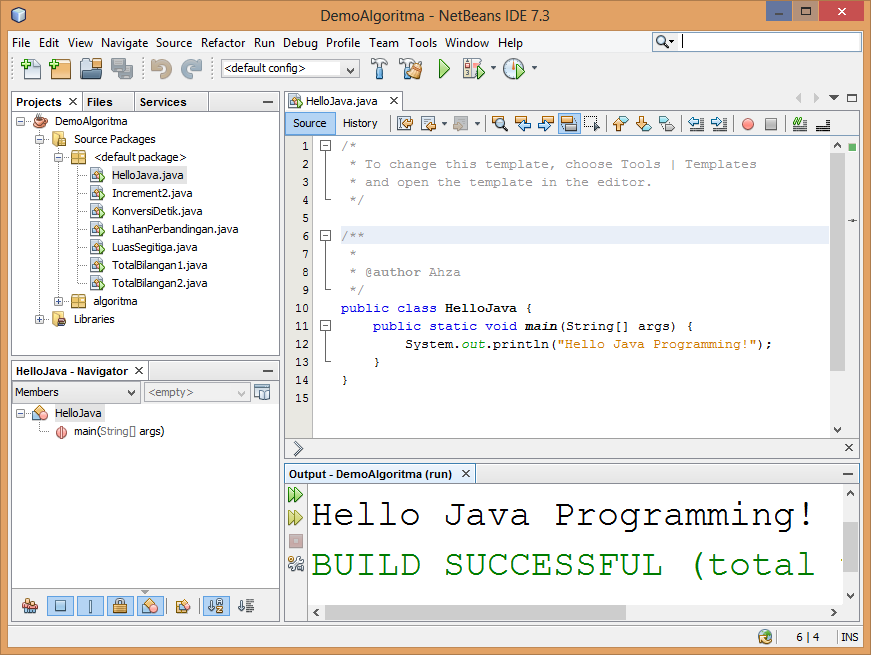 DemoAlgoritma - NetBeans IDE 7.3
File Edit View Navigate Source Refactor Run Debug Profile Team Tools Window Help
<default config>
Projects Files Services
DemoAlgoritma
Source Packages
<default package>
HelloJava.java
Increment2.java
KonversiDetik.java
LatihanPerbandingan.java
LuasSegitiga.java
TotalBilangan1.java
TotalBilangan2.java
algoritma
Libraries
HelloJava - Navigator
Members <empty>
HelloJava
main(String[] args)
HelloJava.java
Source History
1 /*
2  * To change this template, choose Tools | Templates
3  * and open the template in the editor.
4  */
5
6 /**
7  *
8  * @author Ahza
9  */
10 public class HelloJava {
11     public static void main(String[] args) {
12         System.out.println("Hello Java Programming!");
13     }
14 }
15
Output - DemoAlgoritma (run)
Hello Java Programming!
BUILD SUCCESSFUL (total
6 | 4 INS